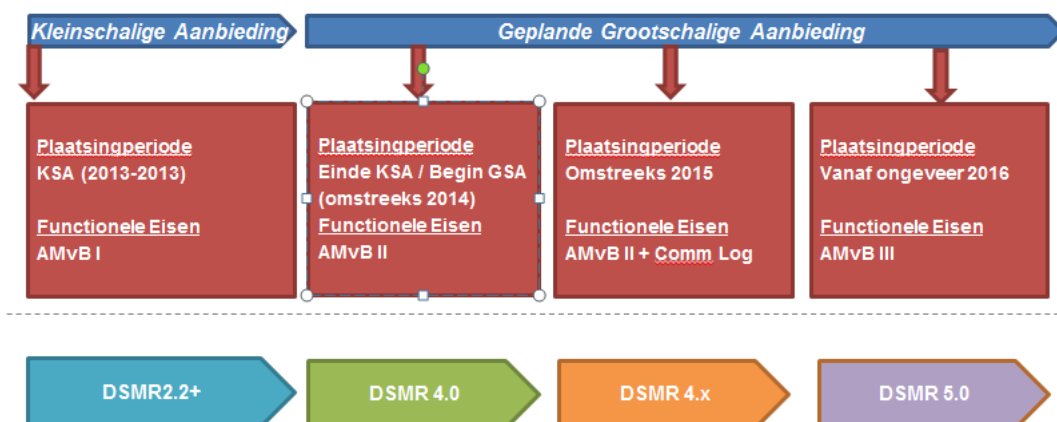 Kleinschalige Aanbieding
Geplande Grootschalige Aanbieding
Plaatsingperiode
KSA (2013-2013)
Functionele Eisen
AMvB I
Plaatsingperiode
Einde KSA / Begin GSA
(omstreeks 2014)
Functionele Eisen
AMvB II
Plaatsingperiode
Omstreeks 2015
Functionele Eisen
AMvB II + Comm Log
Plaatsingperiode
Vanaf ongeveer 2016
Functionele Eisen
AMvB III
DSMR2.2+
DSMR 4.0
DSMR 4.x
DSMR 5.0